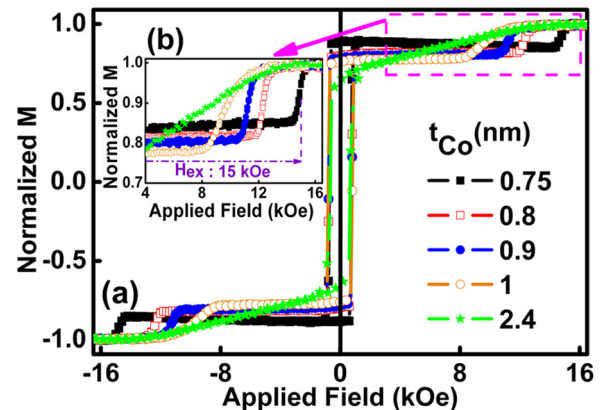 1.0
0.5
0.0
-0.5
-1.0
Normalized M
(a)
-16
-8
0
8
16
Applied Field (kOe)
(b)
1.0
0.9
0.8
0.7
Normalized M
Hex : 15 kOe
4
8
12
16
Applied Field (kOe)
tCo(nm)
0.75
0.8
0.9
1
2.4